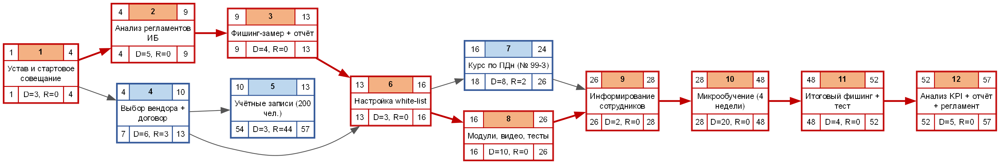 1 1 4
Устав и стартовое
совещание
1 D=3, R=0 4
4 2 9
Анализ регламентов
ИБ
4 D=5, R=0 9
9 3 13
Фишинг-замер + отчёт
9 D=4, R=0 13
4 4 10
Выбор вендора +
договор
7 D=6, R=3 13
10 5 13
Учётные записи (200
чел.)
54 D=3, R=44 57
13 6 16
Настройка white-list
13 D=3, R=0 16
16 7 24
Курс по ПДн (№ 99-З)
18 D=8, R=2 26
16 8 26
Модули, видео, тесты
16 D=10, R=0 26
26 9 28
Информирование
сотрудников
26 D=2, R=0 28
28 10 48
Микрообучение (4
недели)
28 D=20, R=0 48
48 11 52
Итоговый фишинг +
тест
48 D=4, R=0 52
52 12 57
Анализ KPI + отчёт
+ регламент
52 D=5, R=0 57